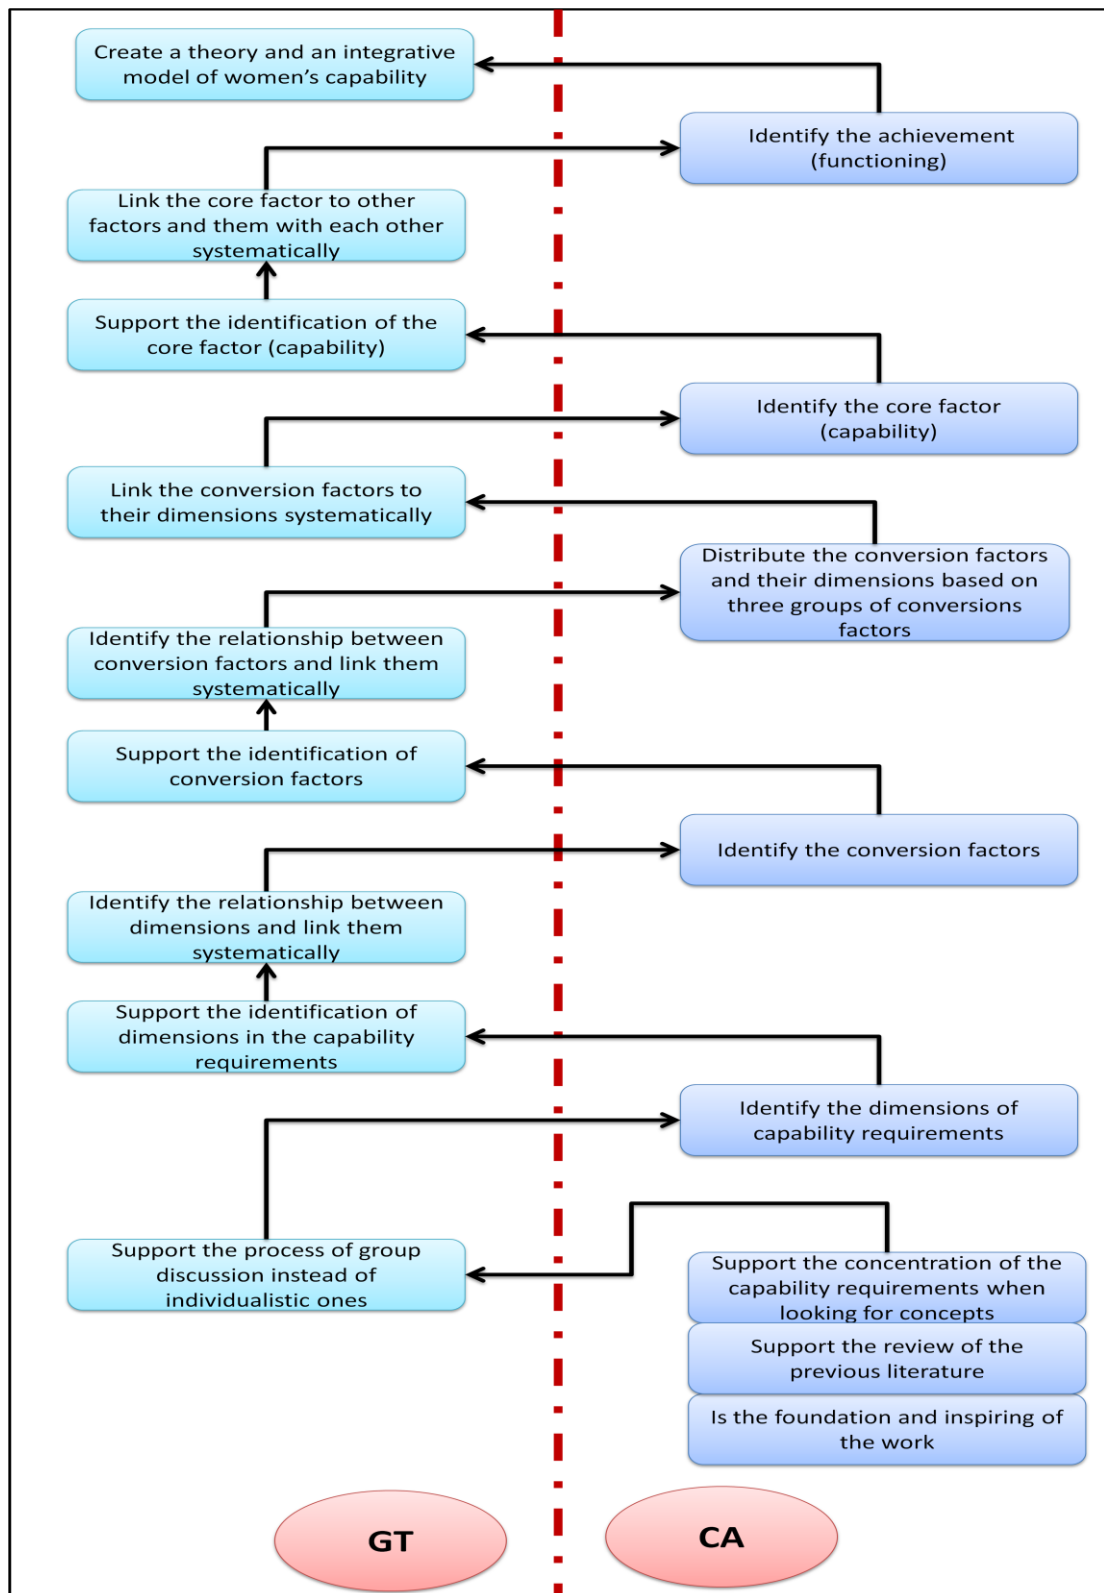 Create a theory and an integrative
model of women's capability
Identify the achievement
(functioning)
Link the core factor to other
factors and them with each other
systematically
Support the identification of the
core factor (capability)
Identify the core factor
(capability)
Link the conversion factors to
their dimensions systematically
Distribute the conversion factors
and their dimensions based on
three groups of conversions
factors
Identify the relationship between
conversion factors and link them
systematically
Support the identification of
conversion factors
Identify the conversion factors
Identify the relationship between
dimensions and link them
systematically
Support the identification of
dimensions in the capability
requirements
Identify the dimensions of
capability requirements
Support the process of group
discussion instead of
individualistic ones
Support the concentration of the
capability requirements when
looking for concepts
Support the review of the
previous literature
Is the foundation and inspiring of
the work
GT
CA